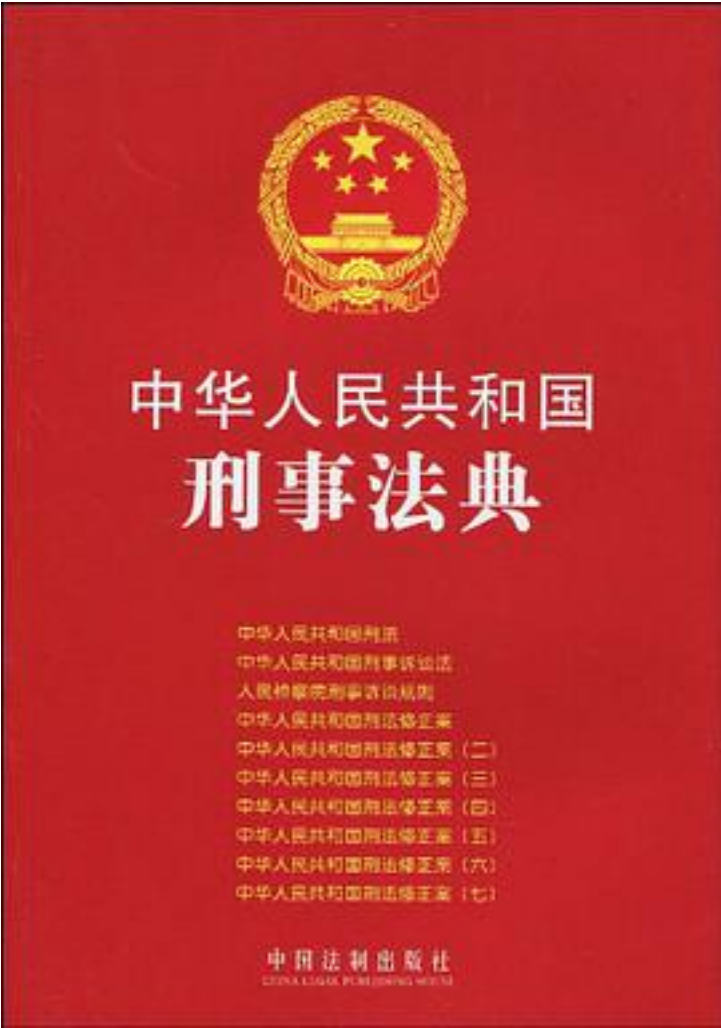 中华人民共和国
刑事法典
中华人民共和国刑法
中华人民共和国刑事诉讼法
人民检察院刑事诉讼规则
中华人民共和国刑法修正案
中华人民共和国刑法修正案（二）
中华人民共和国刑法修正案（三）
中华人民共和国刑法修正案（四）
中华人民共和国刑法修正案（五）
中华人民共和国刑法修正案（六）
中华人民共和国刑法修正案（七）
中国法制出版社
CHINA LEGAL PUBLISHING HOUSE